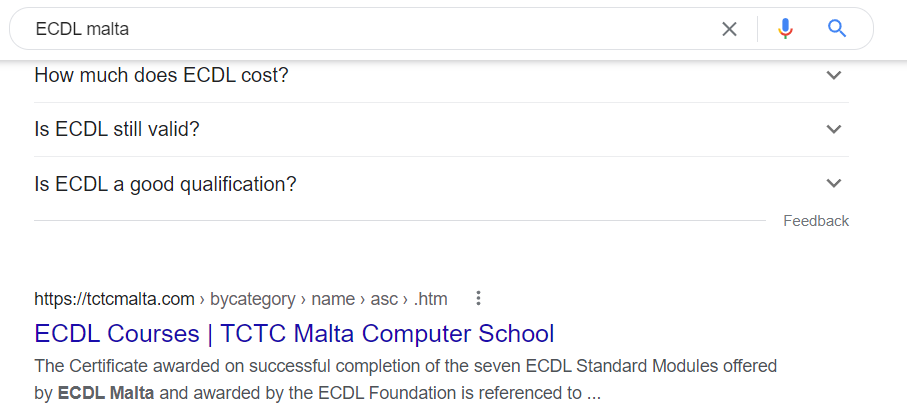 ECDL malta
How much does ECDL cost?
Is ECDL still valid?
Is ECDL a good qualification?
Feedback
https://tctcmalta.com › bycategory › name › asc › .htm
ECDL Courses | TCTC Malta Computer School
The Certificate awarded on successful completion of the seven ECDL Standard Modules offered
by ECDL Malta and awarded by the ECDL Foundation is referenced to ...